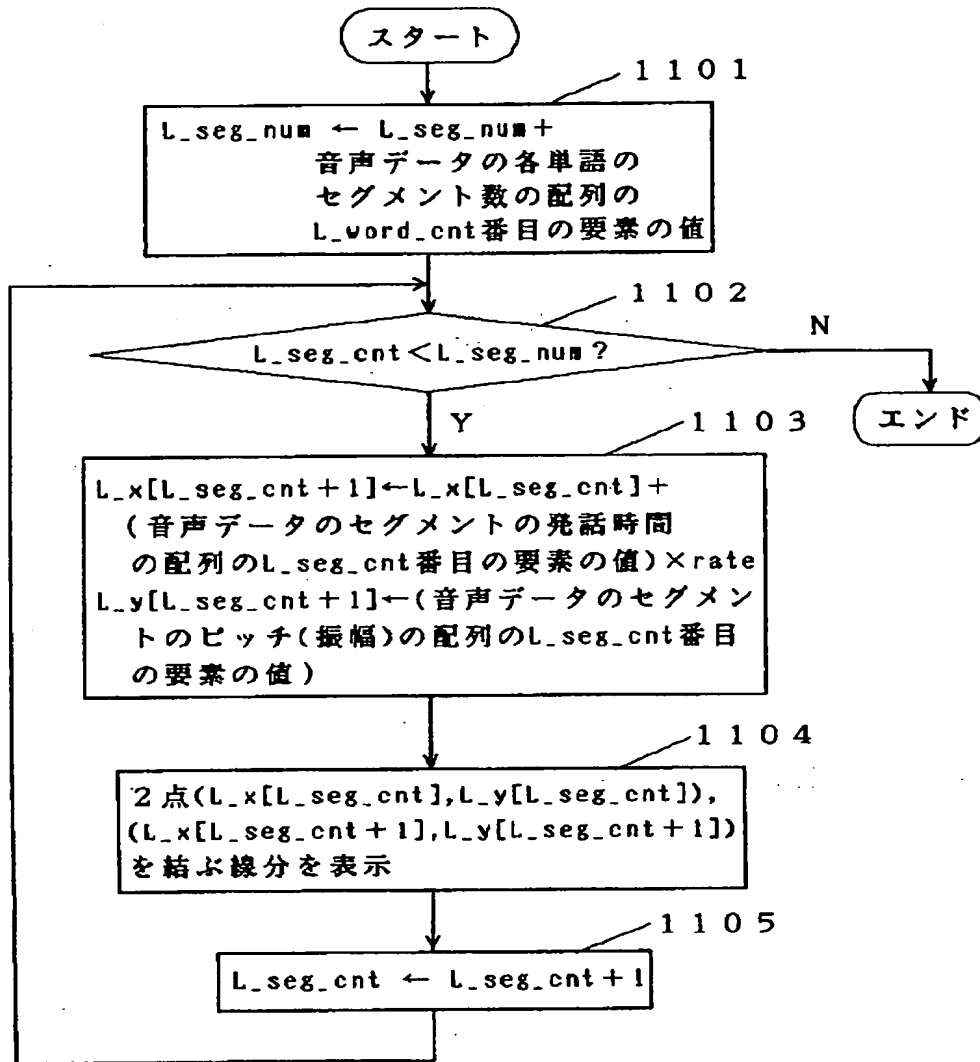 スタート
1101
L_seg_num ← L_seg_num+
音声データの各単語の
セグメント数の配列の
L_word_cnt番目の要素の値
1102
L_seg_cnt<L_seg_num?
N
エンド
Y
1103
L_x[L_seg_cnt+1]←L_x[L_seg_cnt]+
(音声データのセグメントの発話時間
の配列のL_seg_cnt番目の要素の値)×rate
L_y[L_seg_cnt+1]←(音声データのセグメン
トのピッチ(振幅)の配列のL_seg_cnt番目
の要素の値)
1104
2点(L_x[L_seg_cnt],L_y[L_seg_cnt]),
(L_x[L_seg_cnt+1],L_y[L_seg_cnt+1])
を結ぶ線分を表示
1105
L_seg_cnt ← L_seg_cnt+1